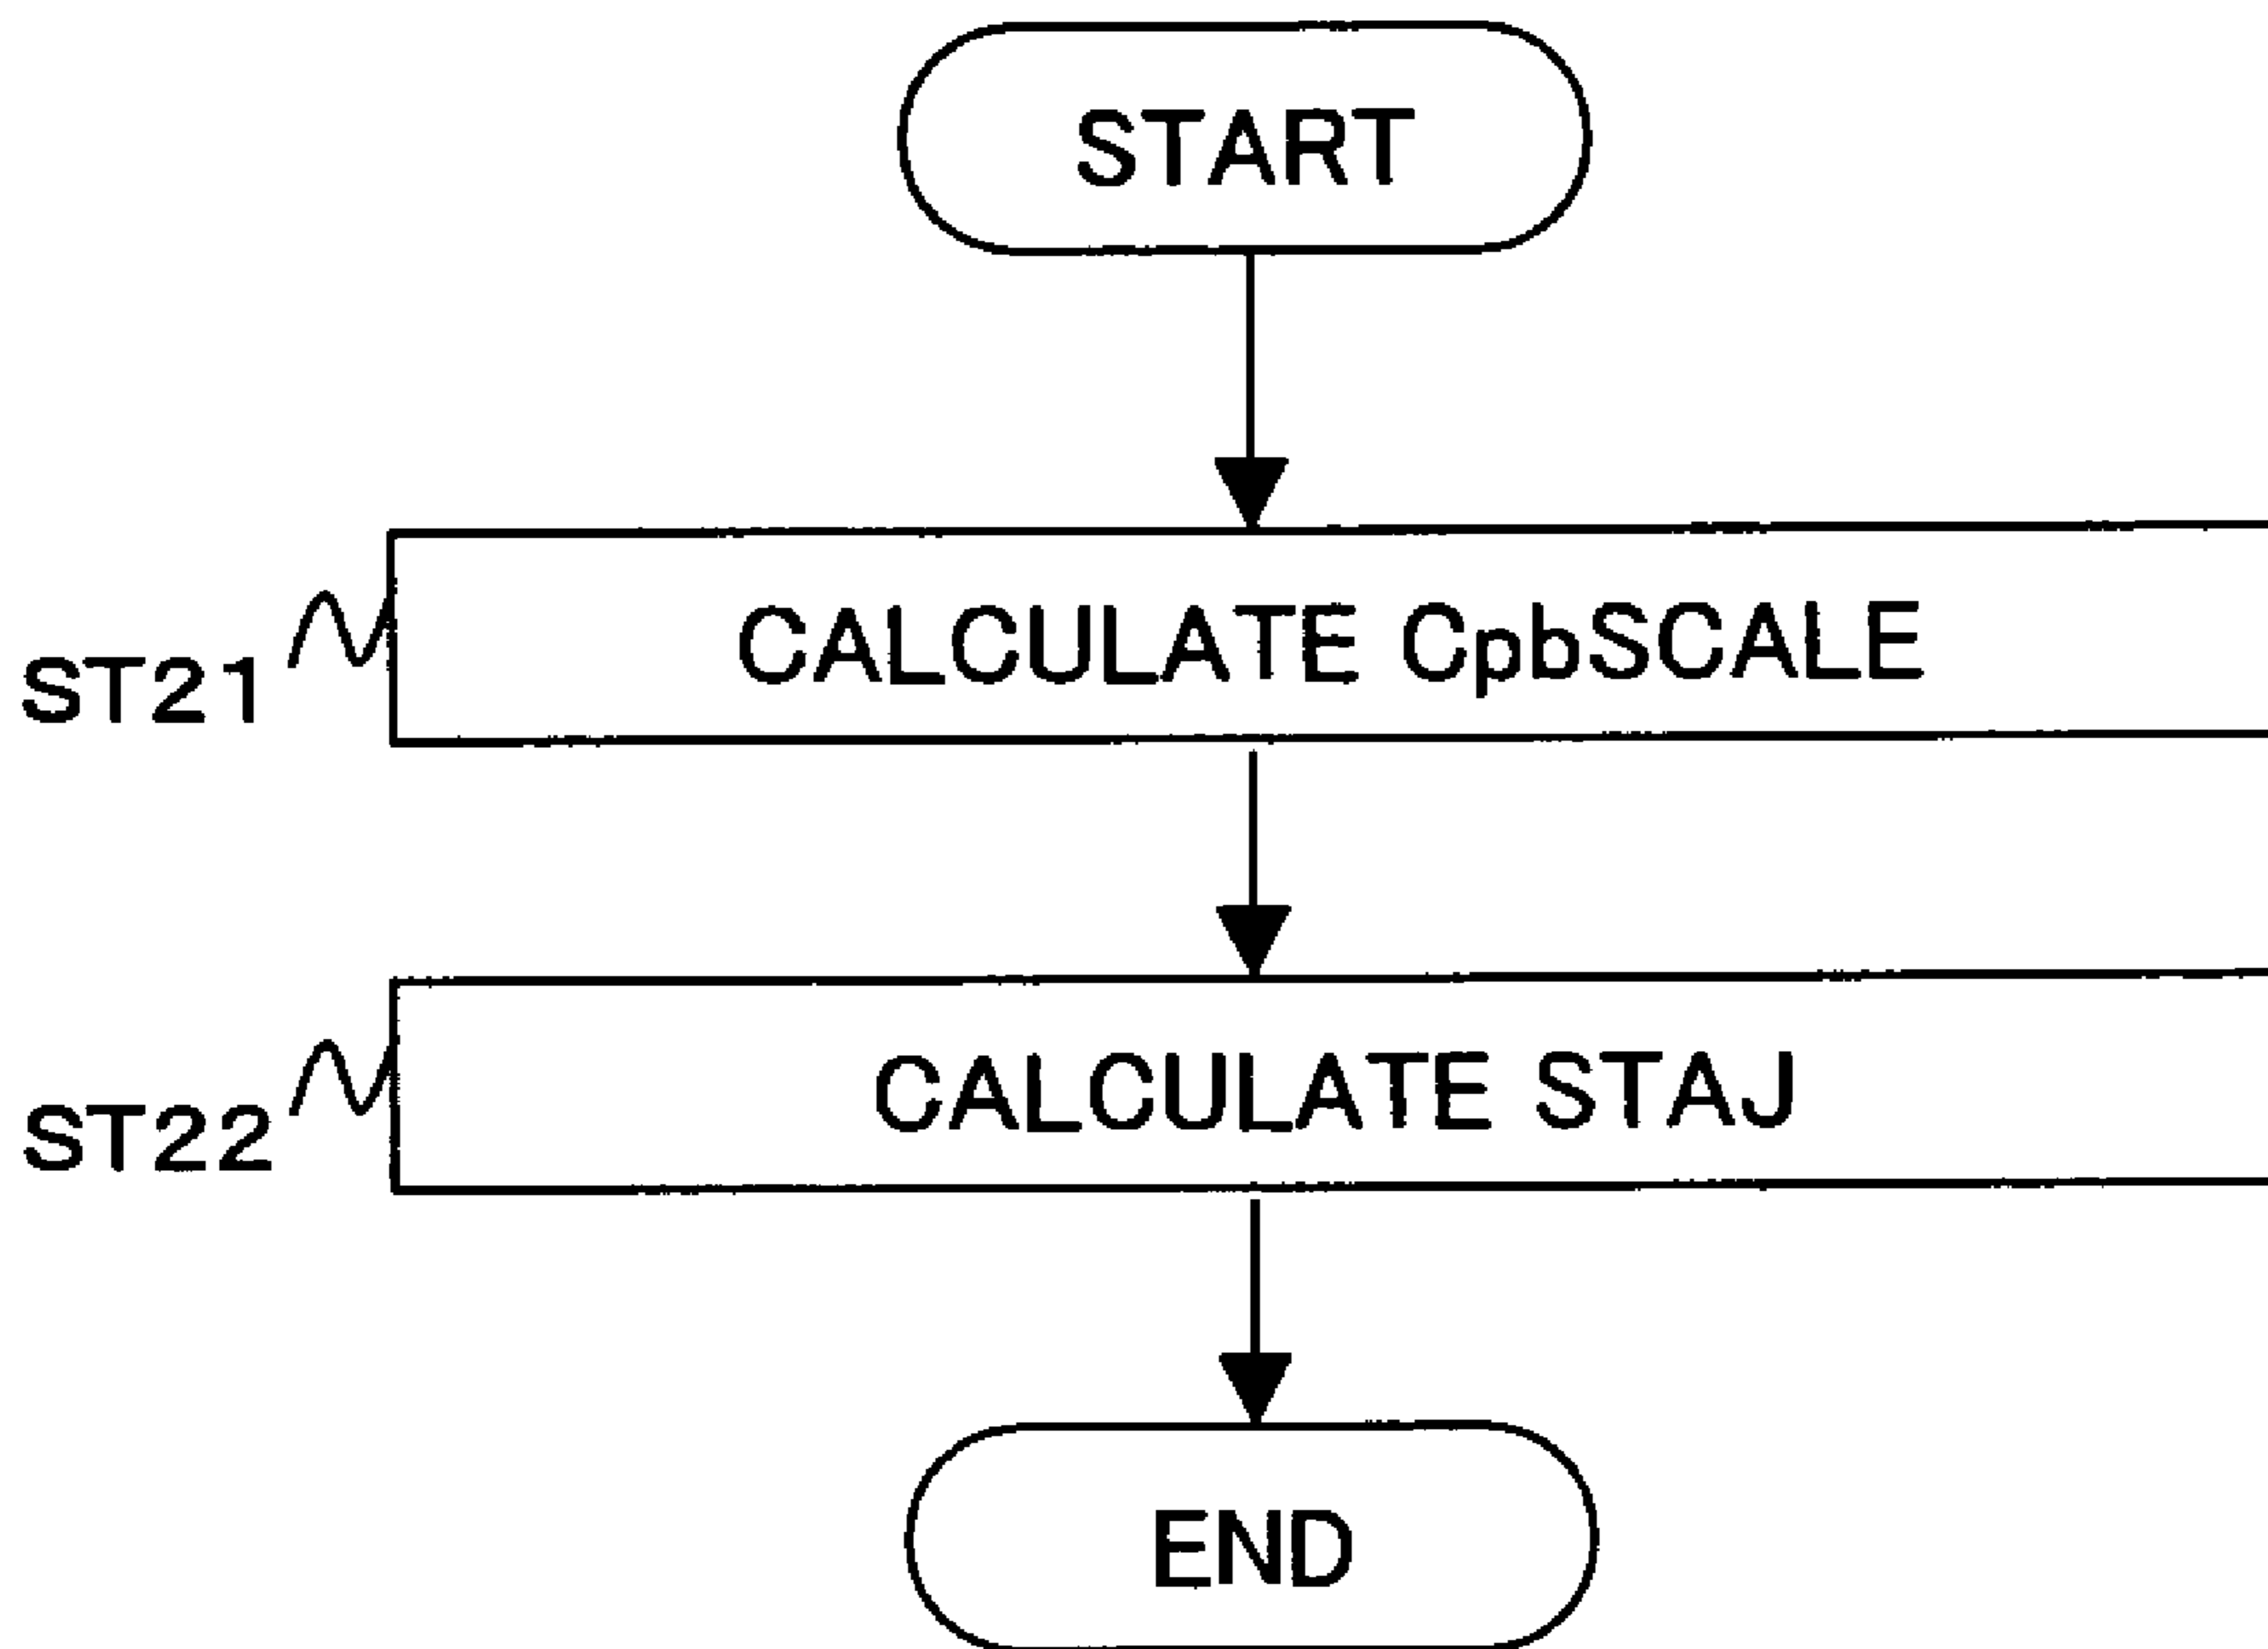 START
CALCULATE CpbSCALE
ST21
CALCULATE STAJ
ST22
END